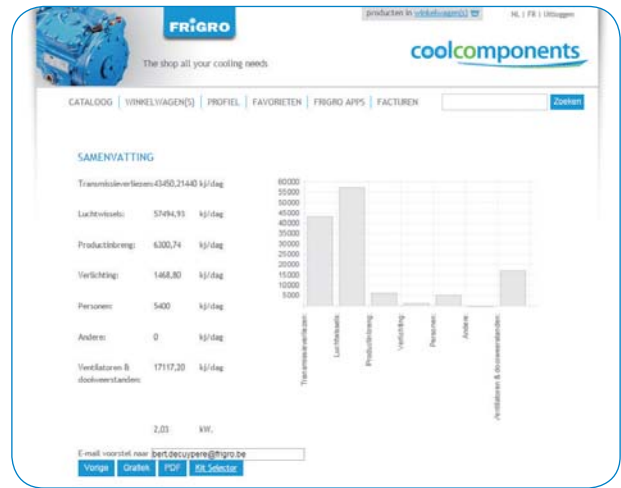 FRIGRO
producten in winkelwagen(s)
NL | FR | Uitloggen
The shop all your cooling needs
coolcomponents
CATALOOG | WINKELWAGEN(S) | PROFIEL | FAVORIETEN | FRIGRO APPS | FACTUREN
Zoeken
SAMENVATTING
Transmissieverliezen: 43450,21440 kj/dag
Luchtwissels: 57494,93 kj/dag
Productinbreng: 6300,74 kj/dag
Verlichting: 1468,80 kj/dag
Personen: 5400 kj/dag
Andere: 0 kj/dag
Ventilatoren & 17117,20 kj/dag
dooiweerstanden:
2,03 kW.
60000
55000
50000
45000
40000
35000
30000
25000
20000
15000
10000
5000
Transmissieverliezen:
Luchtwissels:
Productinbreng:
Verlichting:
Personen:
Andere:
Ventilatoren & dooiweerstanden:
E-mail voorstel naar bert.decuypere@frigro.be
Vorige Grafiek PDF Kit Selector